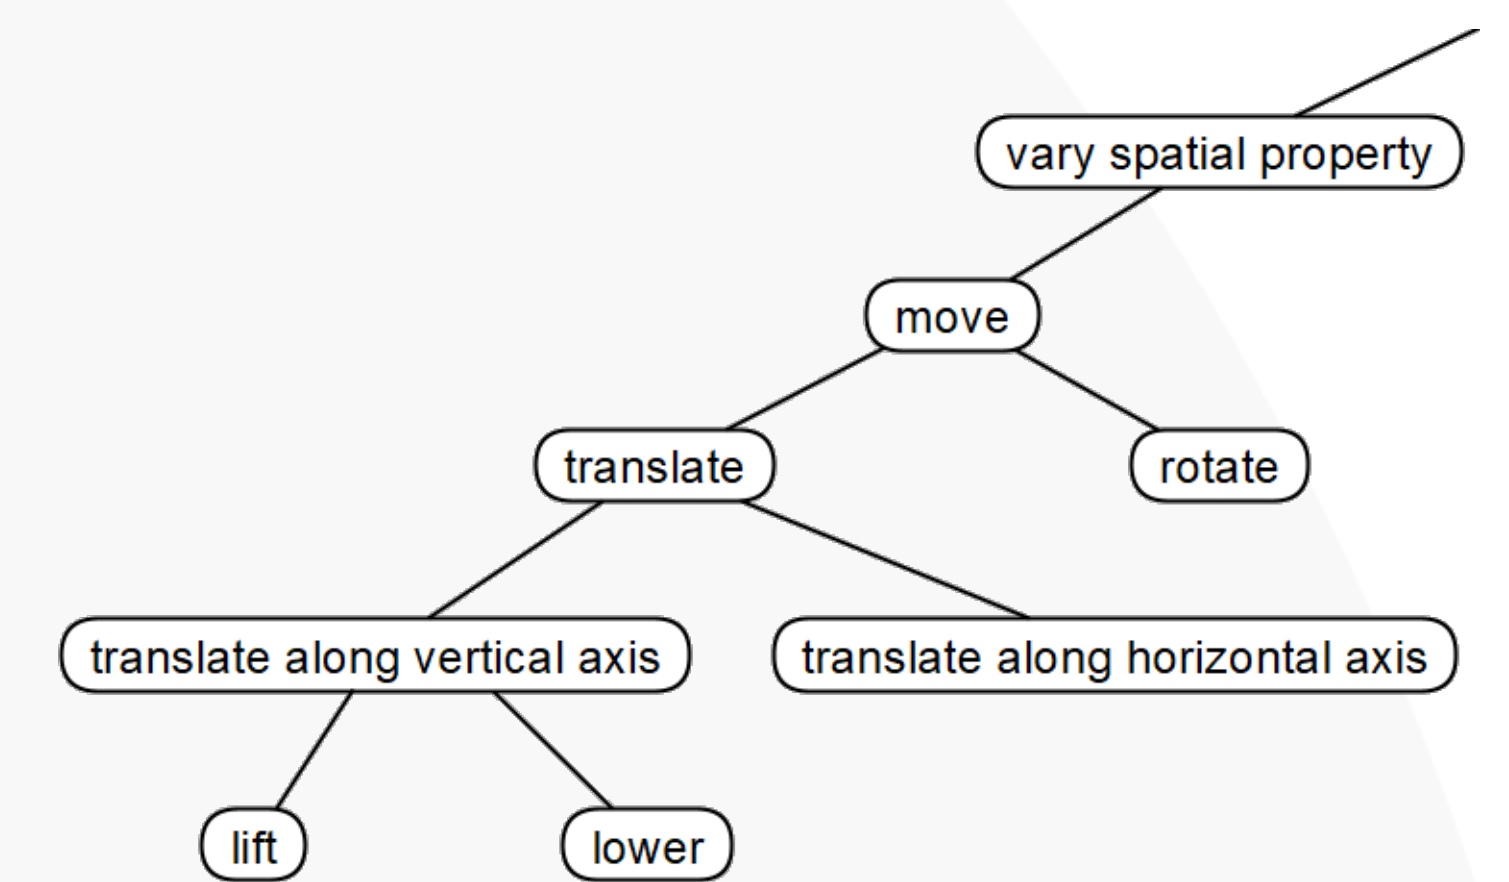 vary spatial property
move
translate
rotate
translate along vertical axis
translate along horizontal axis
lift
lower